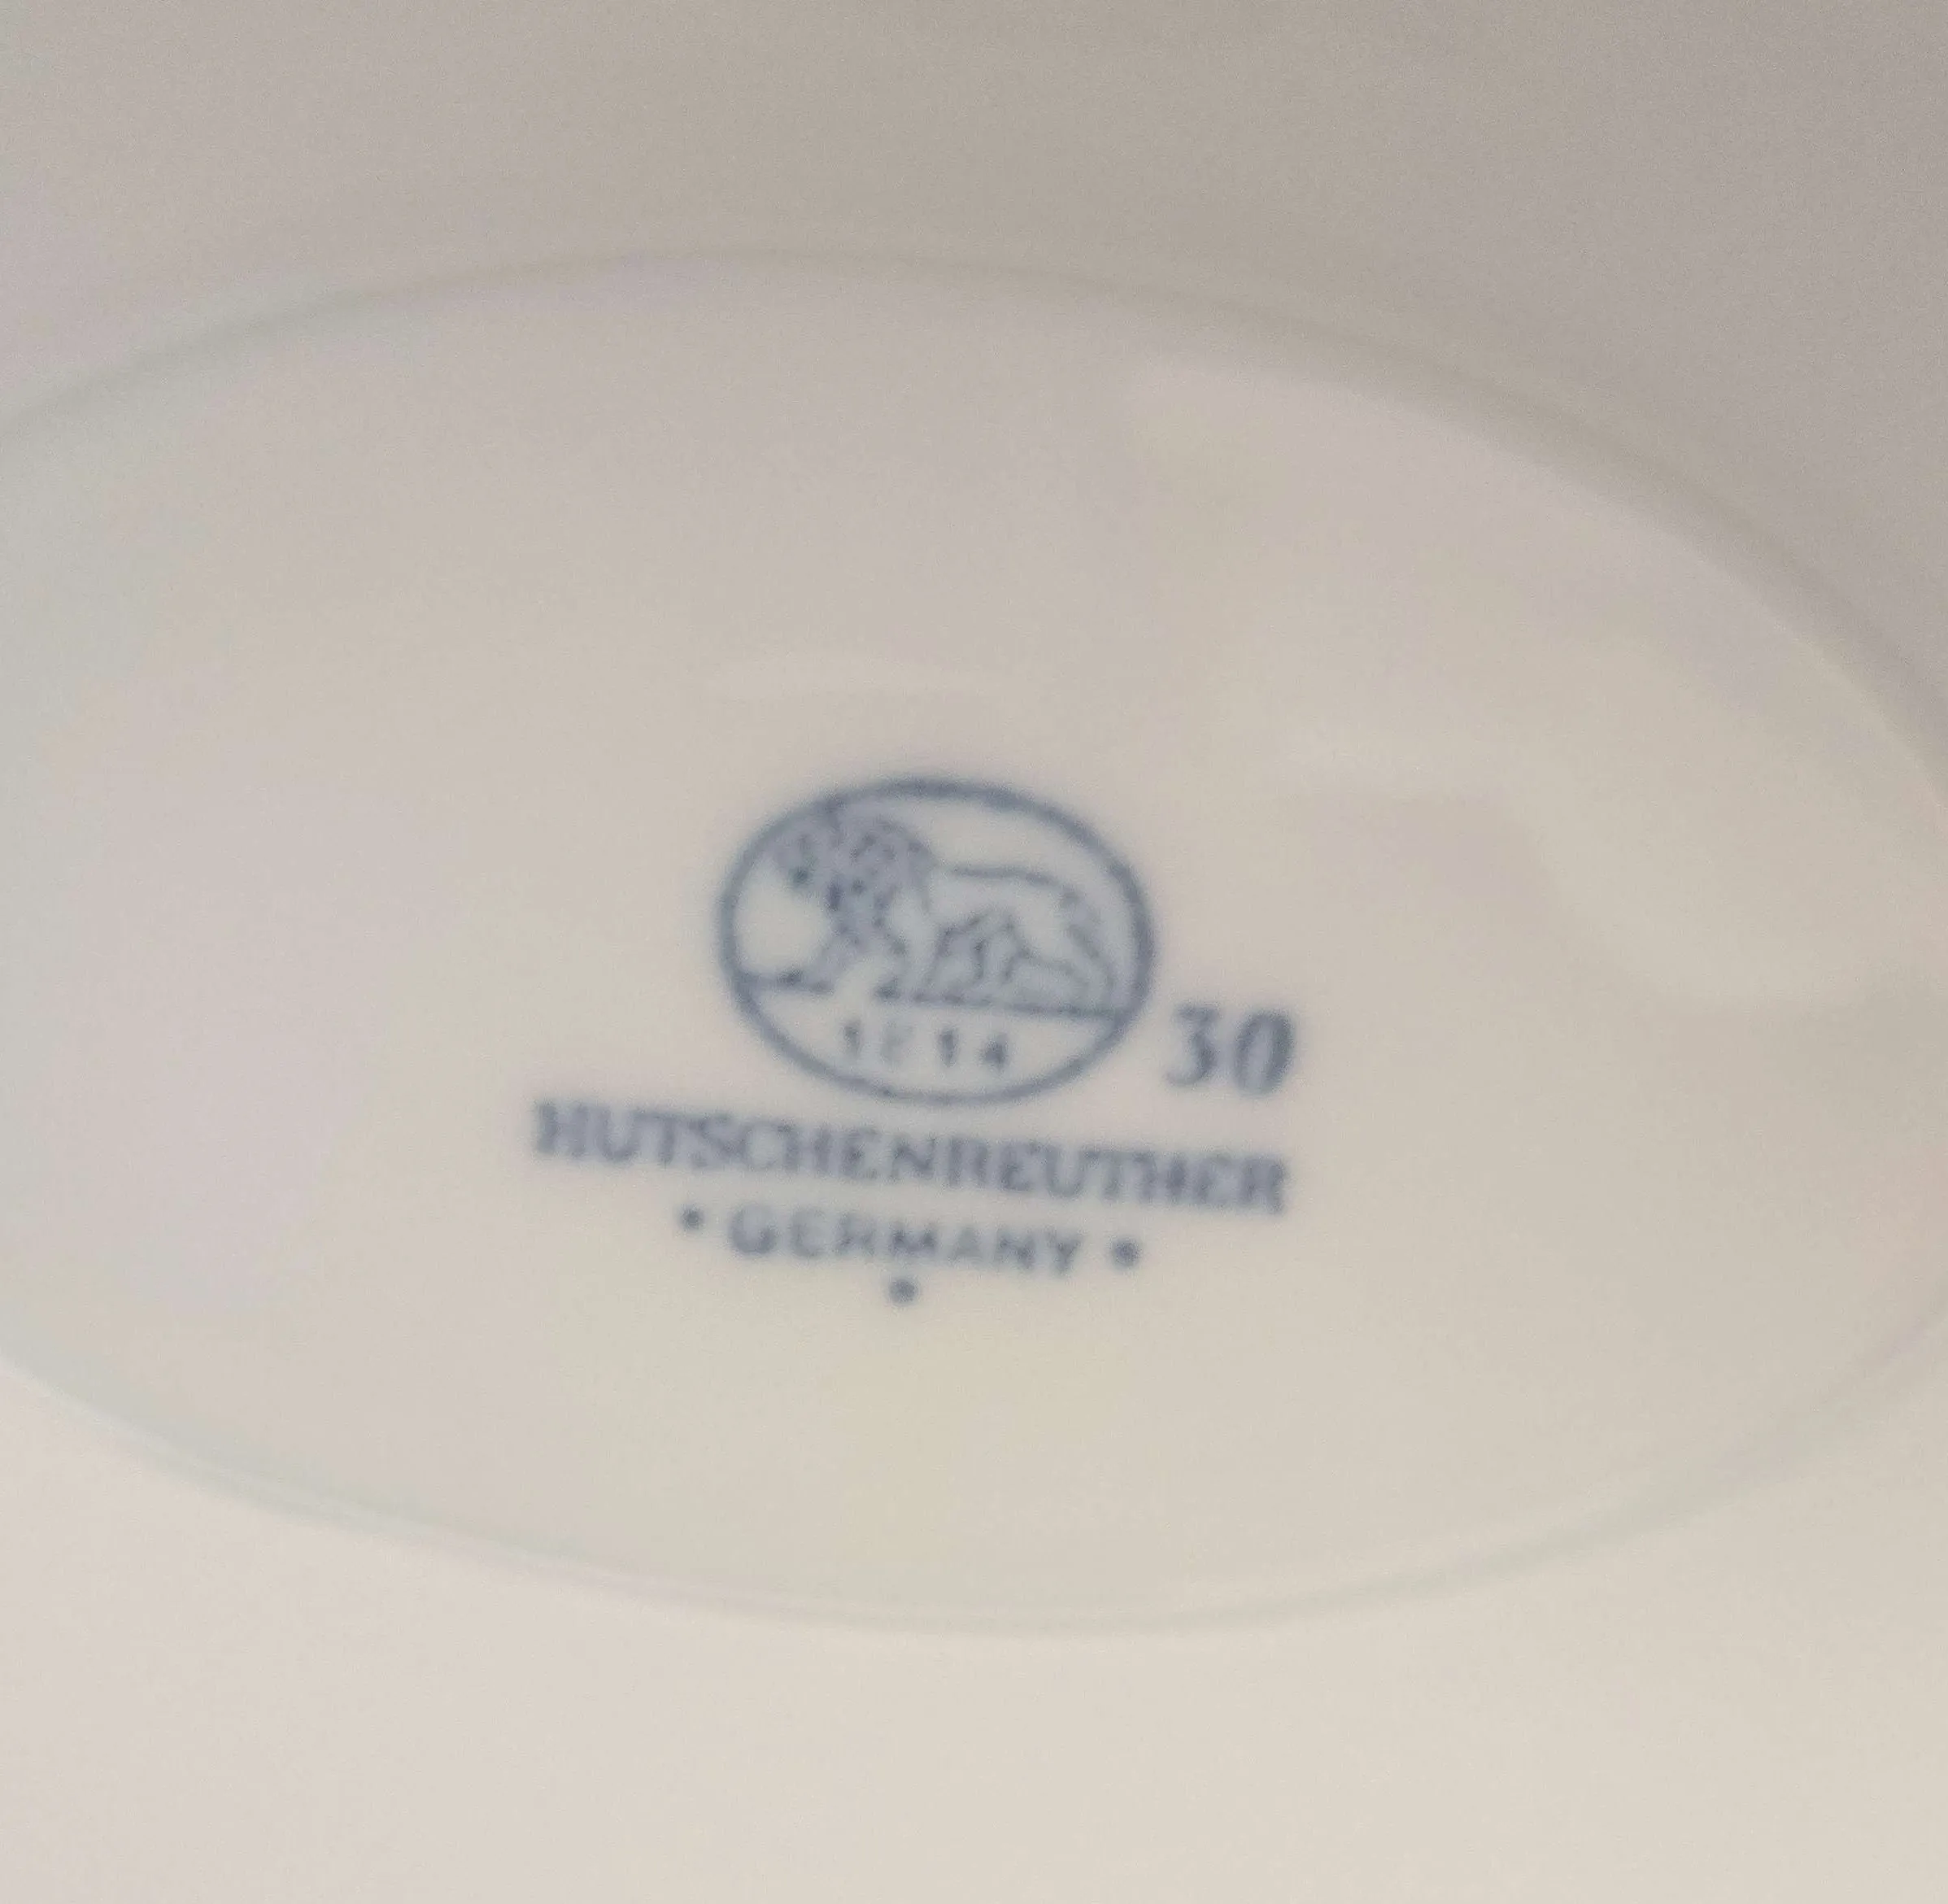 1814
30
HUTSCHENREUTHER
• GERMANY •
•